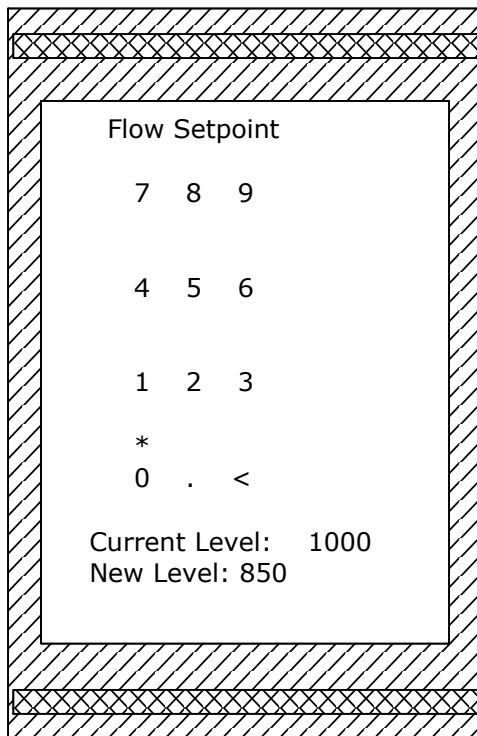 Flow Setpoint
7 8 9
4 5 6
1 2 3
*
0 . <
Current Level: 1000
New Level: 850